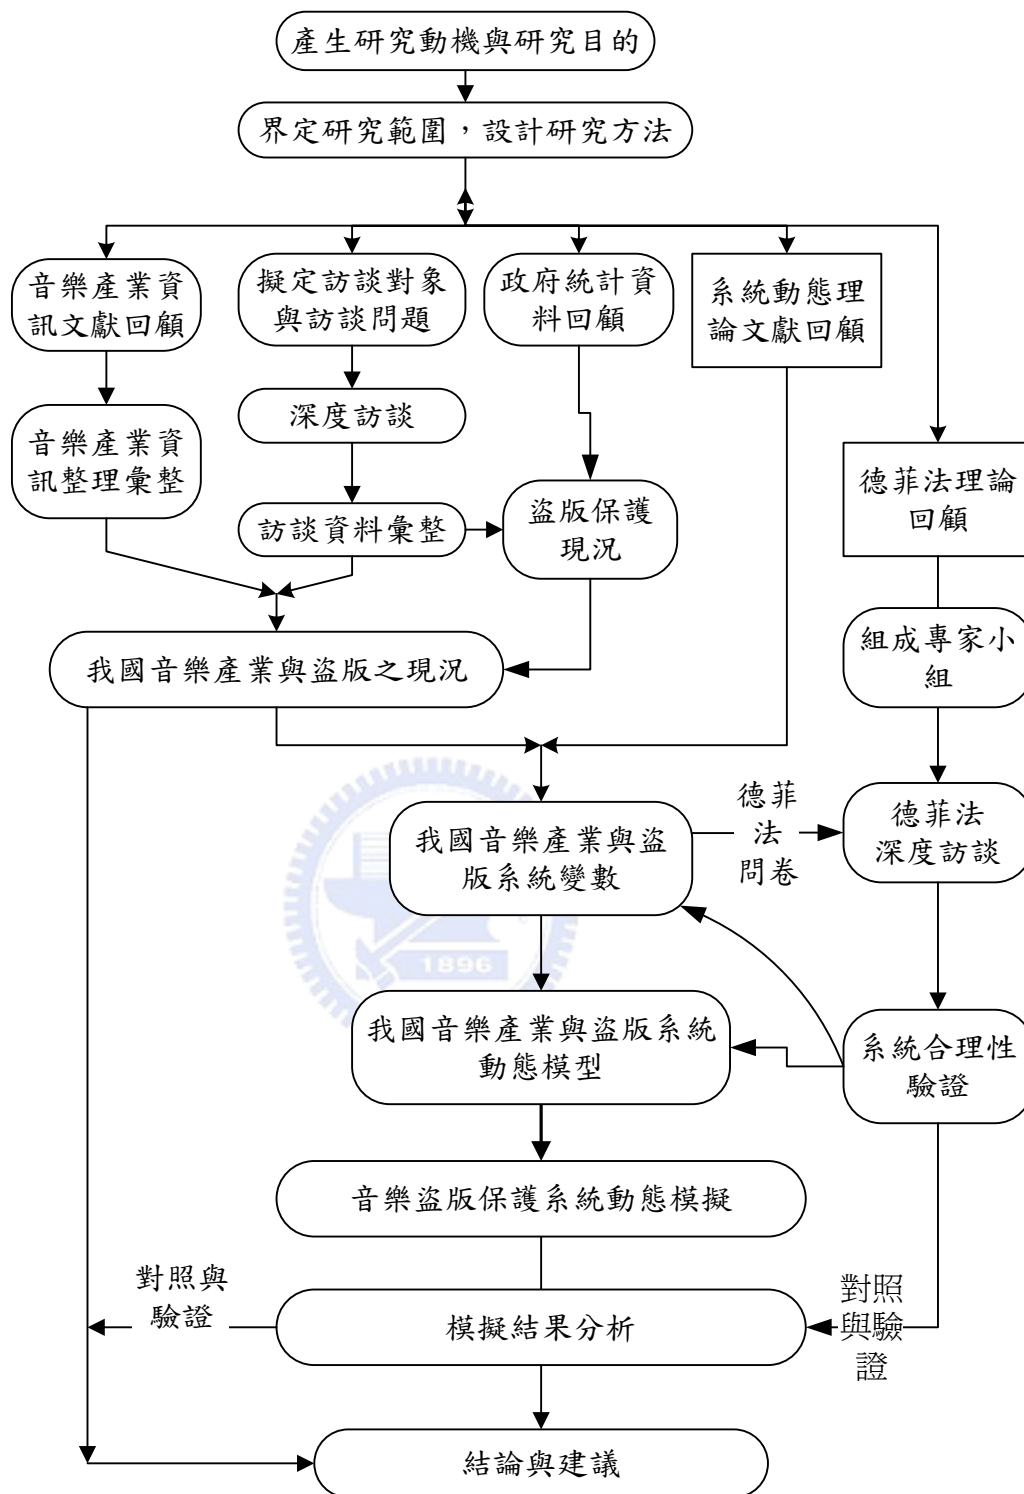 產生研究動機與研究目的
界定研究範圍，設計研究方法
音樂產業資
訊文獻回顧
擬定訪談對象
與訪談問題
政府統計資
料回顧
系統動態理
論文獻回顧
音樂產業資
訊整理彙整
深度訪談
德菲法理論
回顧
訪談資料彙整
盜版保護
現況
組成專家小
組
我國音樂產業與盜版之現況
我國音樂產業與盜
版系統變數
德菲
法
問卷
德菲法
深度訪談
1896
我國音樂產業與盜版系統
動態模型
系統合理性
驗證
音樂盜版保護系統動態模擬
對照與
驗證
模擬結果分析
對照
與驗
證
結論與建議